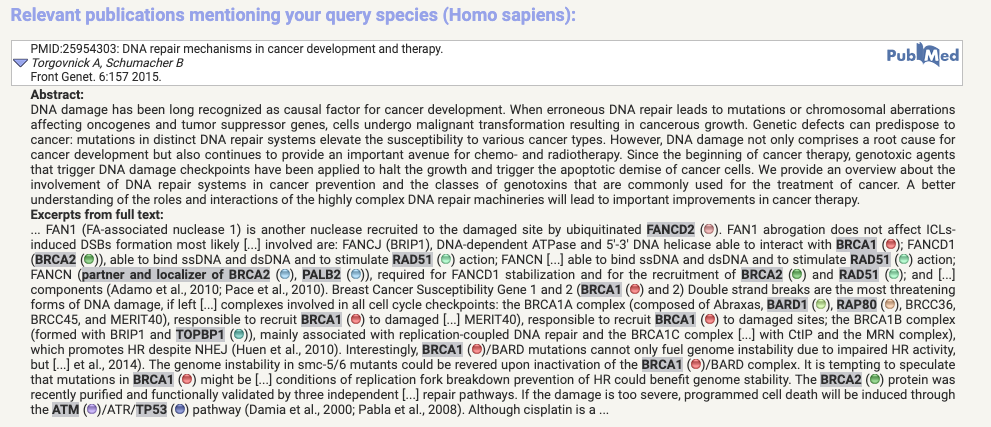 Relevant publications mentioning your query species (Homo sapiens):
PMID:25954303: DNA repair mechanisms in cancer development and therapy.
PubMed
Torgovnick A, Schumacher B
Front Genet. 6:157 2015.
Abstract:
DNA damage has been long recognized as causal factor for cancer development. When erroneous DNA repair leads to mutations or chromosomal aberrations
affecting oncogenes and tumor suppressor genes, cells undergo malignant transformation resulting in cancerous growth. Genetic defects can predispose to
cancer: mutations in distinct DNA repair systems elevate the susceptibility to various cancer types. However, DNA damage not only comprises a root cause for
cancer development but also continues to provide an important avenue for chemo- and radiotherapy. Since the beginning of cancer therapy, genotoxic agents
that trigger DNA damage checkpoints have been applied to halt the growth and trigger the apoptotic demise of cancer cells. We provide an overview about the
involvement of DNA repair systems in cancer prevention and the classes of genotoxins that are commonly used for the treatment of cancer. A better
understanding of the roles and interactions of the highly complex DNA repair machineries will lead to important improvements in cancer therapy.
Excerpts from full text:
... FAN1 (FA-associated nuclease 1) is another nuclease recruited to the damaged site by ubiquitinated FANCD2 (). FAN1 abrogation does not affect ICLs-
induced DSBs formation most likely [...] involved are: FANCJ (BRIP1), DNA-dependent ATPase and 5'-3' DNA helicase able to interact with BRCA1 (); FANCD1
(BRCA2 ()), able to bind ssDNA and dsDNA and to stimulate RAD51 () action; FANCN [...] able to bind ssDNA and dsDNA and to stimulate RAD51 () action;
FANCN (partner and localizer of BRCA2 (), PALB2 ()), required for FANCD1 stabilization and for the recruitment of BRCA2 () and RAD51 (); and [...]
components (Adamo et al., 2010; Pace et al., 2010). Breast Cancer Susceptibility Gene 1 and 2 (BRCA1 () and 2) Double strand breaks are the most threatening
forms of DNA damage, if left [...] complexes involved in all cell cycle checkpoints: the BRCA1A complex (composed of Abraxas, BARD1 (), RAP80 (), BRCC36,
BRCC45, and MERIT40), responsible to recruit BRCA1 () to damaged [...] MERIT40), responsible to recruit BRCA1 () to damaged sites; the BRCA1B complex
(formed with BRIP1 and TOPBP1 ()), mainly associated with replication-coupled DNA repair and the BRCA1C complex [...] with CtIP and the MRN complex),
which promotes HR despite NHEJ (Huen et al., 2010). Interestingly, BRCA1 ()/BARD mutations cannot only fuel genome instability due to impaired HR activity,
but [...] et al., 2014). The genome instability in smc-5/6 mutants could be revered upon inactivation of the BRCA1 ()/BARD complex. It is tempting to speculate
that mutations in BRCA1 () might be [...] conditions of replication fork breakdown prevention of HR could benefit genome stability. The BRCA2 () protein was
recently purified and functionally validated by three independent [...] repair pathways. If the damage is too severe, programmed cell death will be induced through
the ATM ()/ATR/TP53 () pathway (Damia et al., 2000; Pabla et al., 2008). Although cisplatin is a ...